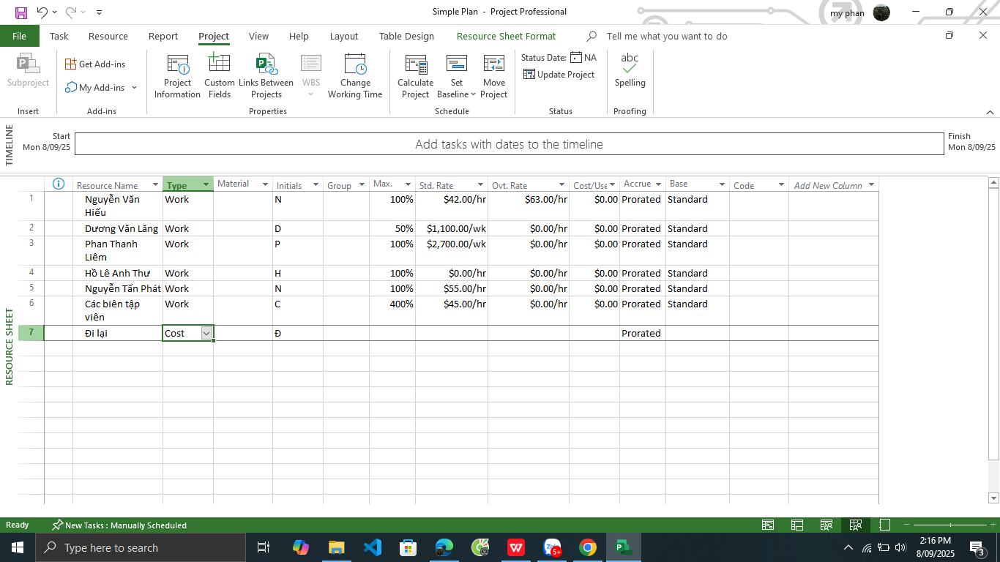 Simple Plan - Project Professional
my phan
File Task Resource Report Project View Help Layout Table Design Resource Sheet Format Tell me what you want to do
Subproject
Insert
Get Add-ins
My Add-ins
Add-ins
Project Information
Custom Fields
Links Between Projects
WBS
Change Working Time
Properties
Calculate Project
Set Baseline
Move Project
Schedule
Status Date: NA
Update Project
Status
abc
Spelling
Proofing
TIMELINE
Start
Mon 8/09/25
Add tasks with dates to the timeline
Finish
Mon 8/09/25
RESOURCE SHEET
Resource Name Type Material Initials Group Max. Std. Rate Ovt. Rate Cost/Use Accrue Base Code Add New Column
1 Nguyễn Văn Hiếu Work N 100% $42.00/hr $63.00/hr $0.00 Prorated Standard
2 Dương Văn Lăng Work D 50% $1,100.00/wk $0.00/hr $0.00 Prorated Standard
3 Phan Thanh Liêm Work P 100% $2,700.00/wk $0.00/hr $0.00 Prorated Standard
4 Hồ Lê Anh Thư Work H 100% $0.00/hr $0.00/hr $0.00 Prorated Standard
5 Nguyễn Tấn Phát Work N 100% $55.00/hr $0.00/hr $0.00 Prorated Standard
6 Các biên tập viên Work C 400% $45.00/hr $0.00/hr $0.00 Prorated Standard
7 Đi lại Cost Đ Prorated
Ready New Tasks : Manually Scheduled
Type here to search
5+
2:16 PM
8/09/2025
3